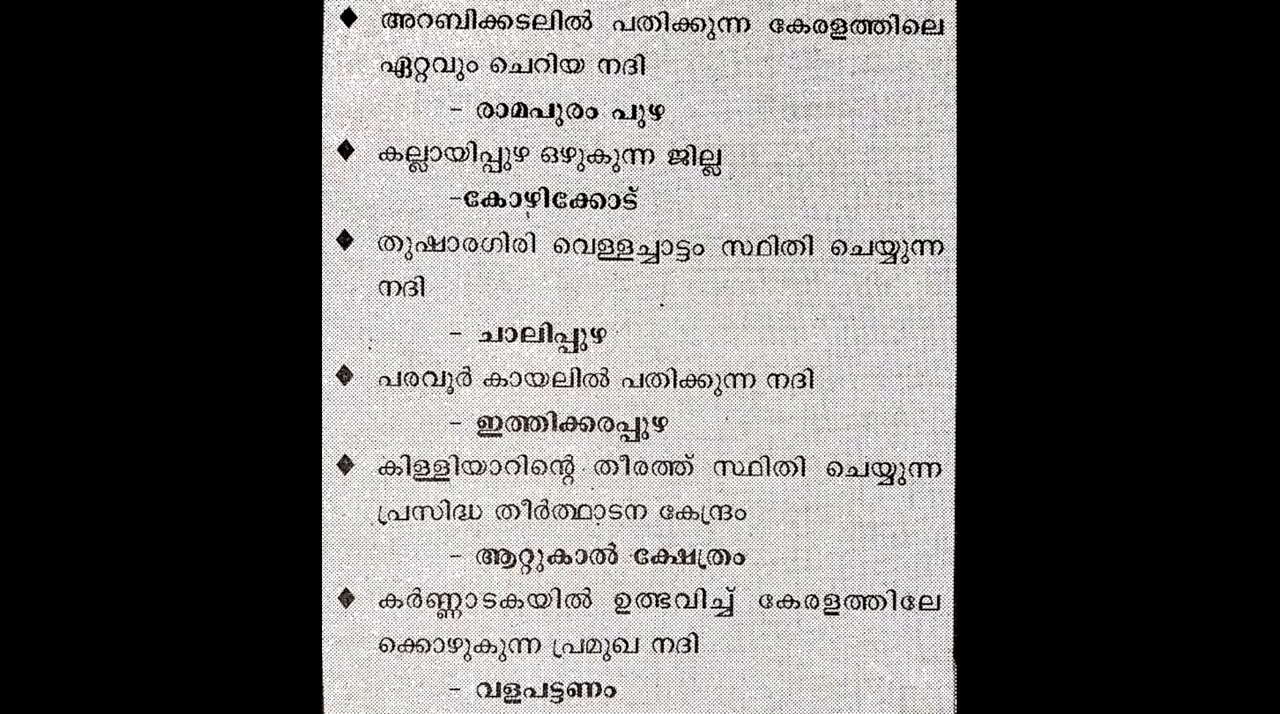 ◆ അറബിക്കടലിൽ പതിക്കുന്ന കേരളത്തിലെ
ഏറ്റവും ചെറിയ നദി
- രാമപുരം പുഴ
◆ കല്ലായിപ്പുഴ ഒഴുകുന്ന ജില്ല
-കോഴിക്കോട്
◆ തുഷാരഗിരി വെള്ളച്ചാട്ടം സ്ഥിതി ചെയ്യുന്ന
നദി
- ചാലിപ്പുഴ
◆ പരവൂർ കായലിൽ പതിക്കുന്ന നദി
- ഇത്തിക്കരപ്പുഴ
◆ കിള്ളിയാറിന്റെ തീരത്ത് സ്ഥിതി ചെയ്യുന്ന
പ്രസിദ്ധ തീർത്ഥാടന കേന്ദ്രം
- ആറ്റുകാൽ ക്ഷേത്രം
◆ കർണ്ണാടകയിൽ ഉത്ഭവിച്ച് കേരളത്തിലേ
ക്കൊഴുകുന്ന പ്രമുഖ നദി
- വളപട്ടണം